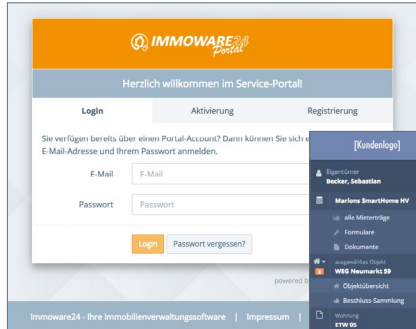 IMMOWARE24
Portal
Herzlich willkommen im Service-Portal!
Login
Aktivierung
Registrierung
Sie verfügen bereits über einen Portal-Account? Dann können Sie sich
E-Mail-Adresse und Ihrem Passwort anmelden.
E-Mail
E-Mail
Passwort
Passwort
Login
Passwort vergessen?
powered
Immoware24 - Ihre Immobilienverwaltungssoftware | Impressum |
[Kundenlogo]
Eigentümer
Becker, Sebastian
Marlons SmartHoms HV
alle Mieterträge
Formulare
Dokumente
ausgewähltes Objekt
WEG Neumarkt 59
Objektübersicht
Beschluss Sammlung
Wohnung
ETW 05